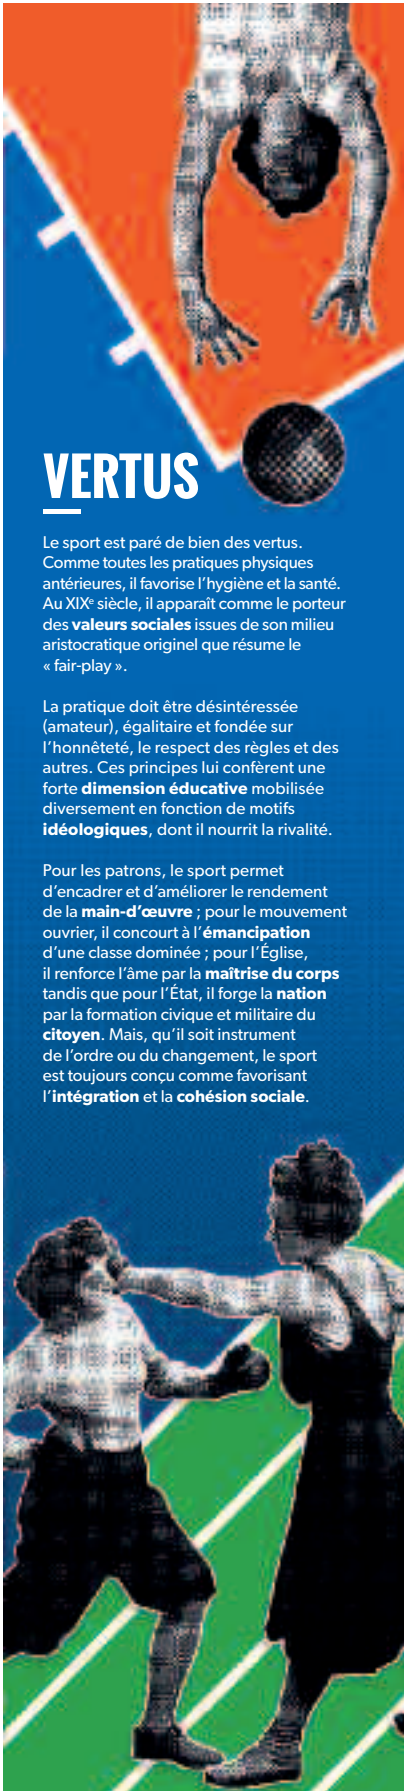 VERTUS
Le sport est paré de bien des vertus.
Comme toutes les pratiques physiques
antérieures, il favorise l’hygiène et la santé.
Au XIXe siècle, il apparaît comme le porteur
des valeurs sociales issues de son milieu
aristocratique originel que résume le
« fair-play ».
La pratique doit être désintéressée
(amateur), égalitaire et fondée sur
l’honnêteté, le respect des règles et des
autres. Ces principes lui confèrent une
forte dimension éducative mobilisée
diversement en fonction de motifs
idéologiques, dont il nourrit la rivalité.
Pour les patrons, le sport permet
d’encadrer et d’améliorer le rendement
de la main-d’œuvre ; pour le mouvement
ouvrier, il concourt à l’émancipation
d’une classe dominée ; pour l’Église,
il renforce l’âme par la maîtrise du corps
tandis que pour l’État, il forge la nation
par la formation civique et militaire du
citoyen. Mais, qu’il soit instrument
de l’ordre ou du changement, le sport
est toujours conçu comme favorisant
l’intégration et la cohésion sociale.